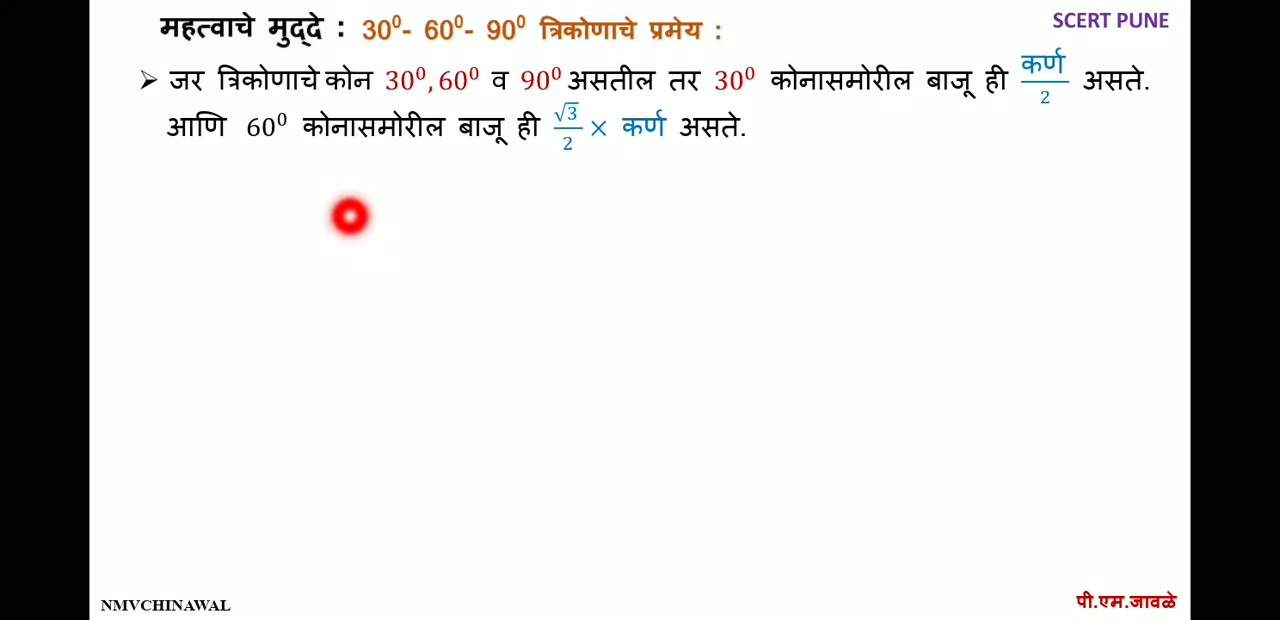 महत्वाचे मुद्दे : 30⁰- 60⁰- 90⁰ त्रिकोणाचे प्रमेय :
SCERT PUNE
➢ जर त्रिकोणाचे कोन 30⁰, 60⁰ व 90⁰ असतील तर 30⁰ कोनासमोरील बाजू ही कर्ण/2 असते.
आणि 60⁰ कोनासमोरील बाजू ही √3/2 × कर्ण असते.
NMVCHINAWAL
पी.एम.जावळे